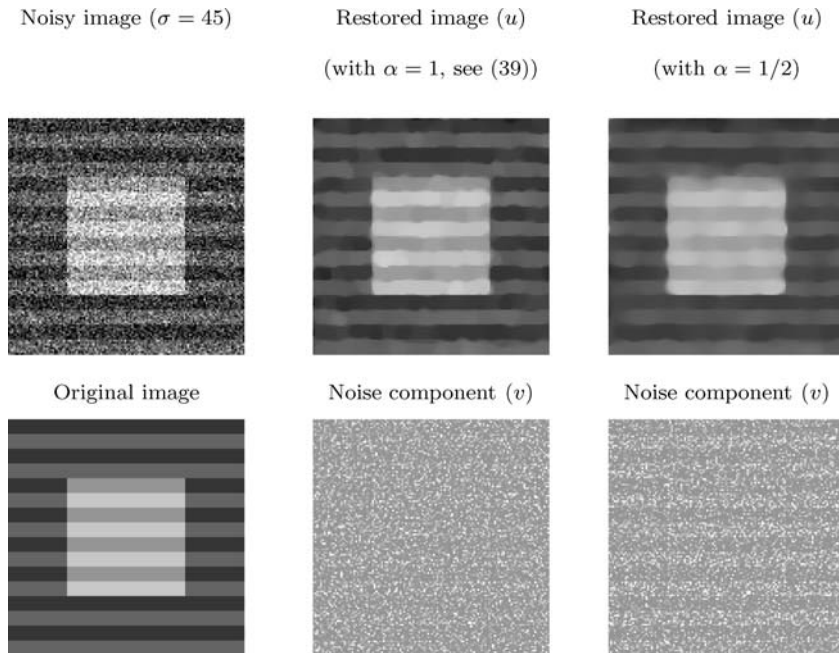 Noisy image (σ = 45)
Restored image (u)
(with α = 1, see (39))
Restored image (u)
(with α = 1/2)
Original image
Noise component (v)
Noise component (v)